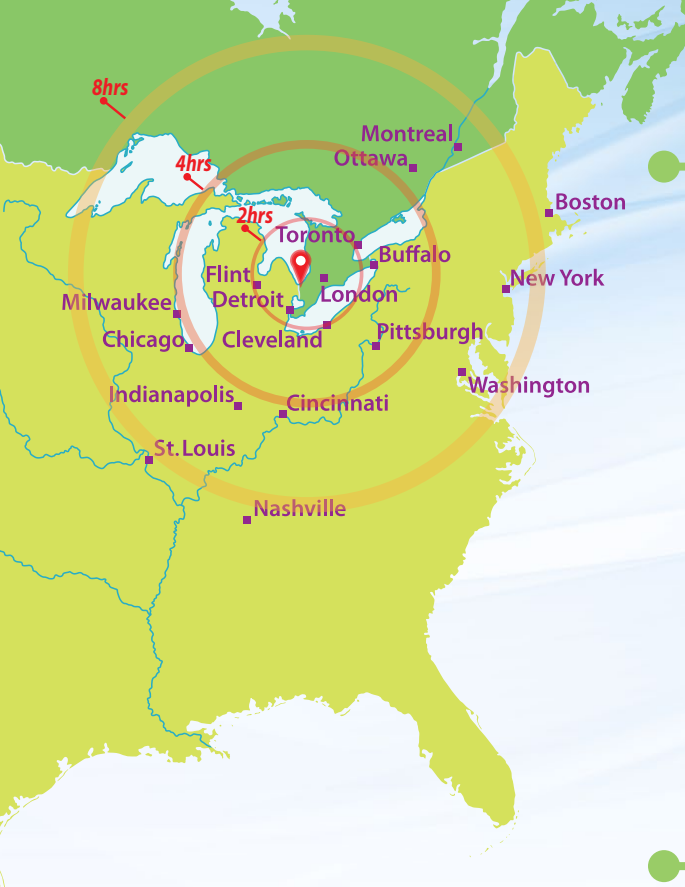 8hrs
Montreal
4hrs
Ottawa
Boston
2hrs
Toronto
Buffalo
Flint
New York
Detroit
London
Milwaukee
Chicago
Cleveland
Pittsburgh
Washington
Indianapolis
Cincinnati
St. Louis
Nashville